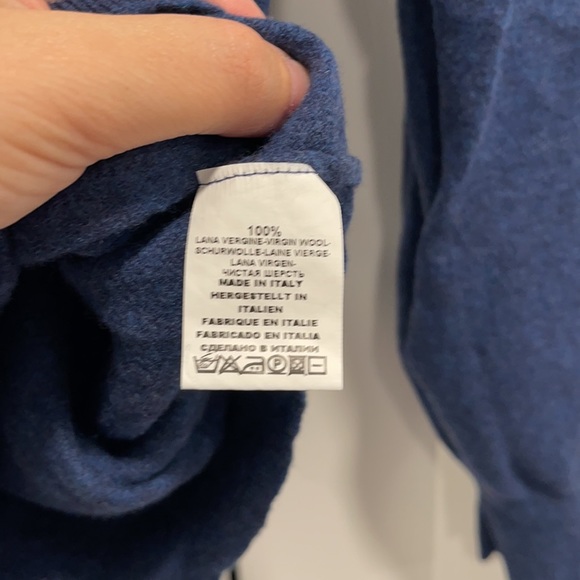 100%
LANA VERGINE-VIRGIN WOOL-
SCHURWOLLE-LAINE VIERGE-
LANA VIRGEN-
ЧИСТАЯ ШЕРСТЬ
MADE IN ITALY
HERGESTELLT IN
ITALIEN
FABRIQUE EN ITALIE
FABRICADO EN ITALIA
СДЕЛАНО В ИТАЛИИ